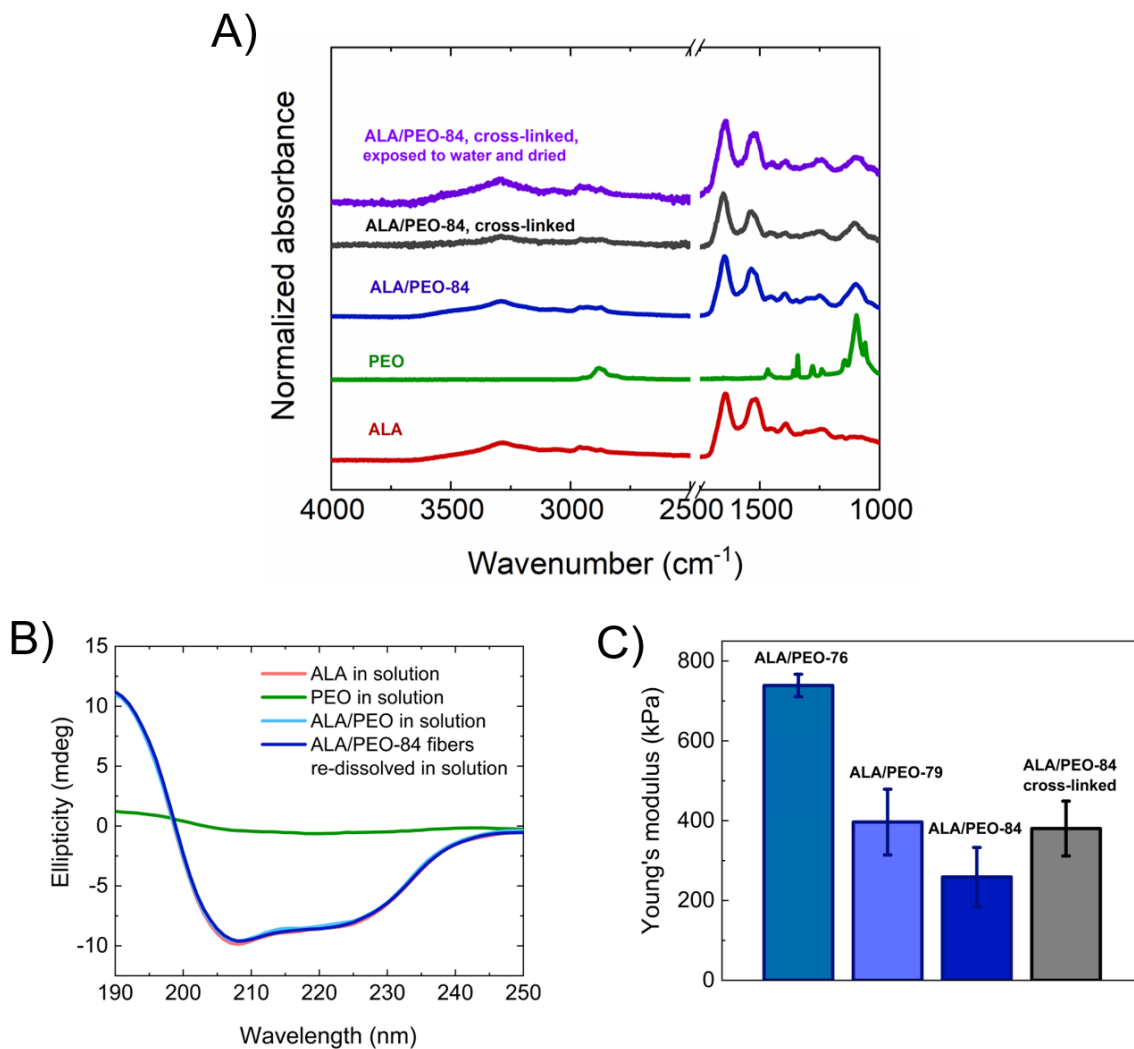 A)
Normalized absorbance
ALA/PEO-84, cross-linked,
exposed to water and dried
ALA/PEO-84, cross-linked
ALA/PEO-84
PEO
ALA
4000
3500
3000
2500
1500
1000
Wavenumber (cm-1)
B)
Ellipticity (mdeg)
15
10
5
0
-5
-10
ALA in solution
PEO in solution
ALA/PEO in solution
ALA/PEO-84 fibers
re-dissolved in solution
190
200
210
220
230
240
250
Wavelength (nm)
C)
Young's modulus (kPa)
800
600
400
200
0
ALA/PEO-76
ALA/PEO-79
ALA/PEO-84
ALA/PEO-84
cross-linked